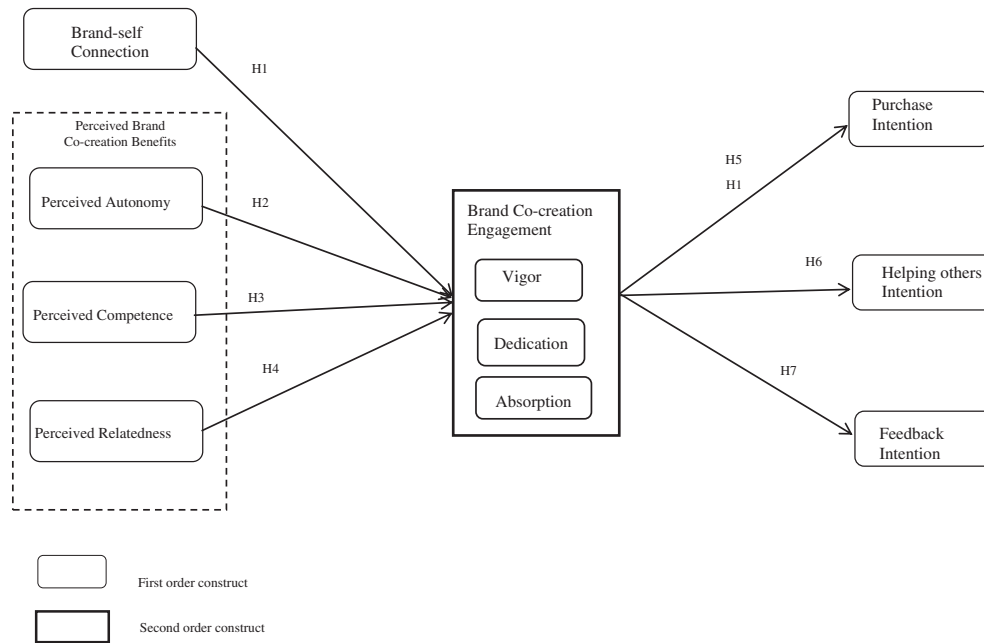 Brand-self
Connection
H1
Perceived Brand
Co-creation Benefits
Perceived Autonomy
H2
Perceived Competence
H3
Perceived Relatedness
H4
Brand Co-creation
Engagement
Vigor
Dedication
Absorption
H5
H1
Purchase
Intention
H6
Helping others
Intention
H7
Feedback
Intention
First order construct
Second order construct